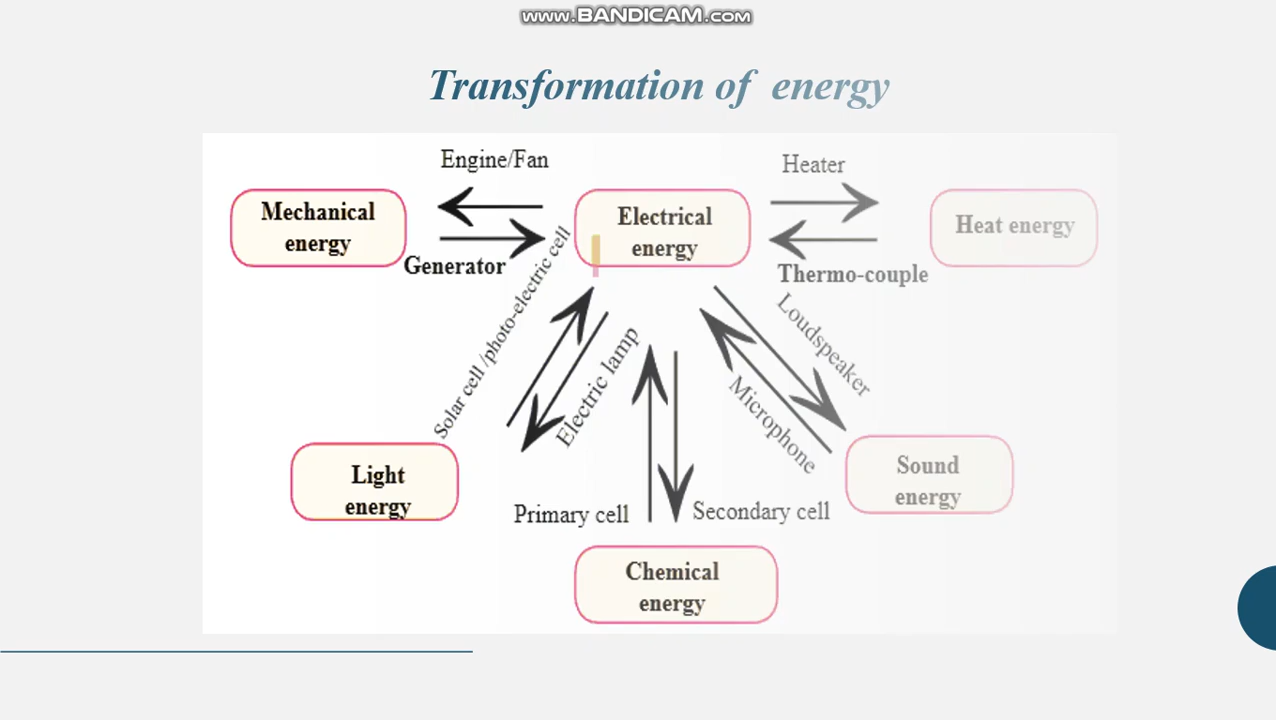 www.BANDICAM.com
Transformation of energy
Engine/Fan
Heater
Mechanical
energy
Electrical
energy
Heat energy
Generator
Thermo-couple
Solar cell /photo-electric cell
Electric lamp
Loudspeaker
Microphone
Light
energy
Sound
energy
Primary cell
Secondary cell
Chemical
energy